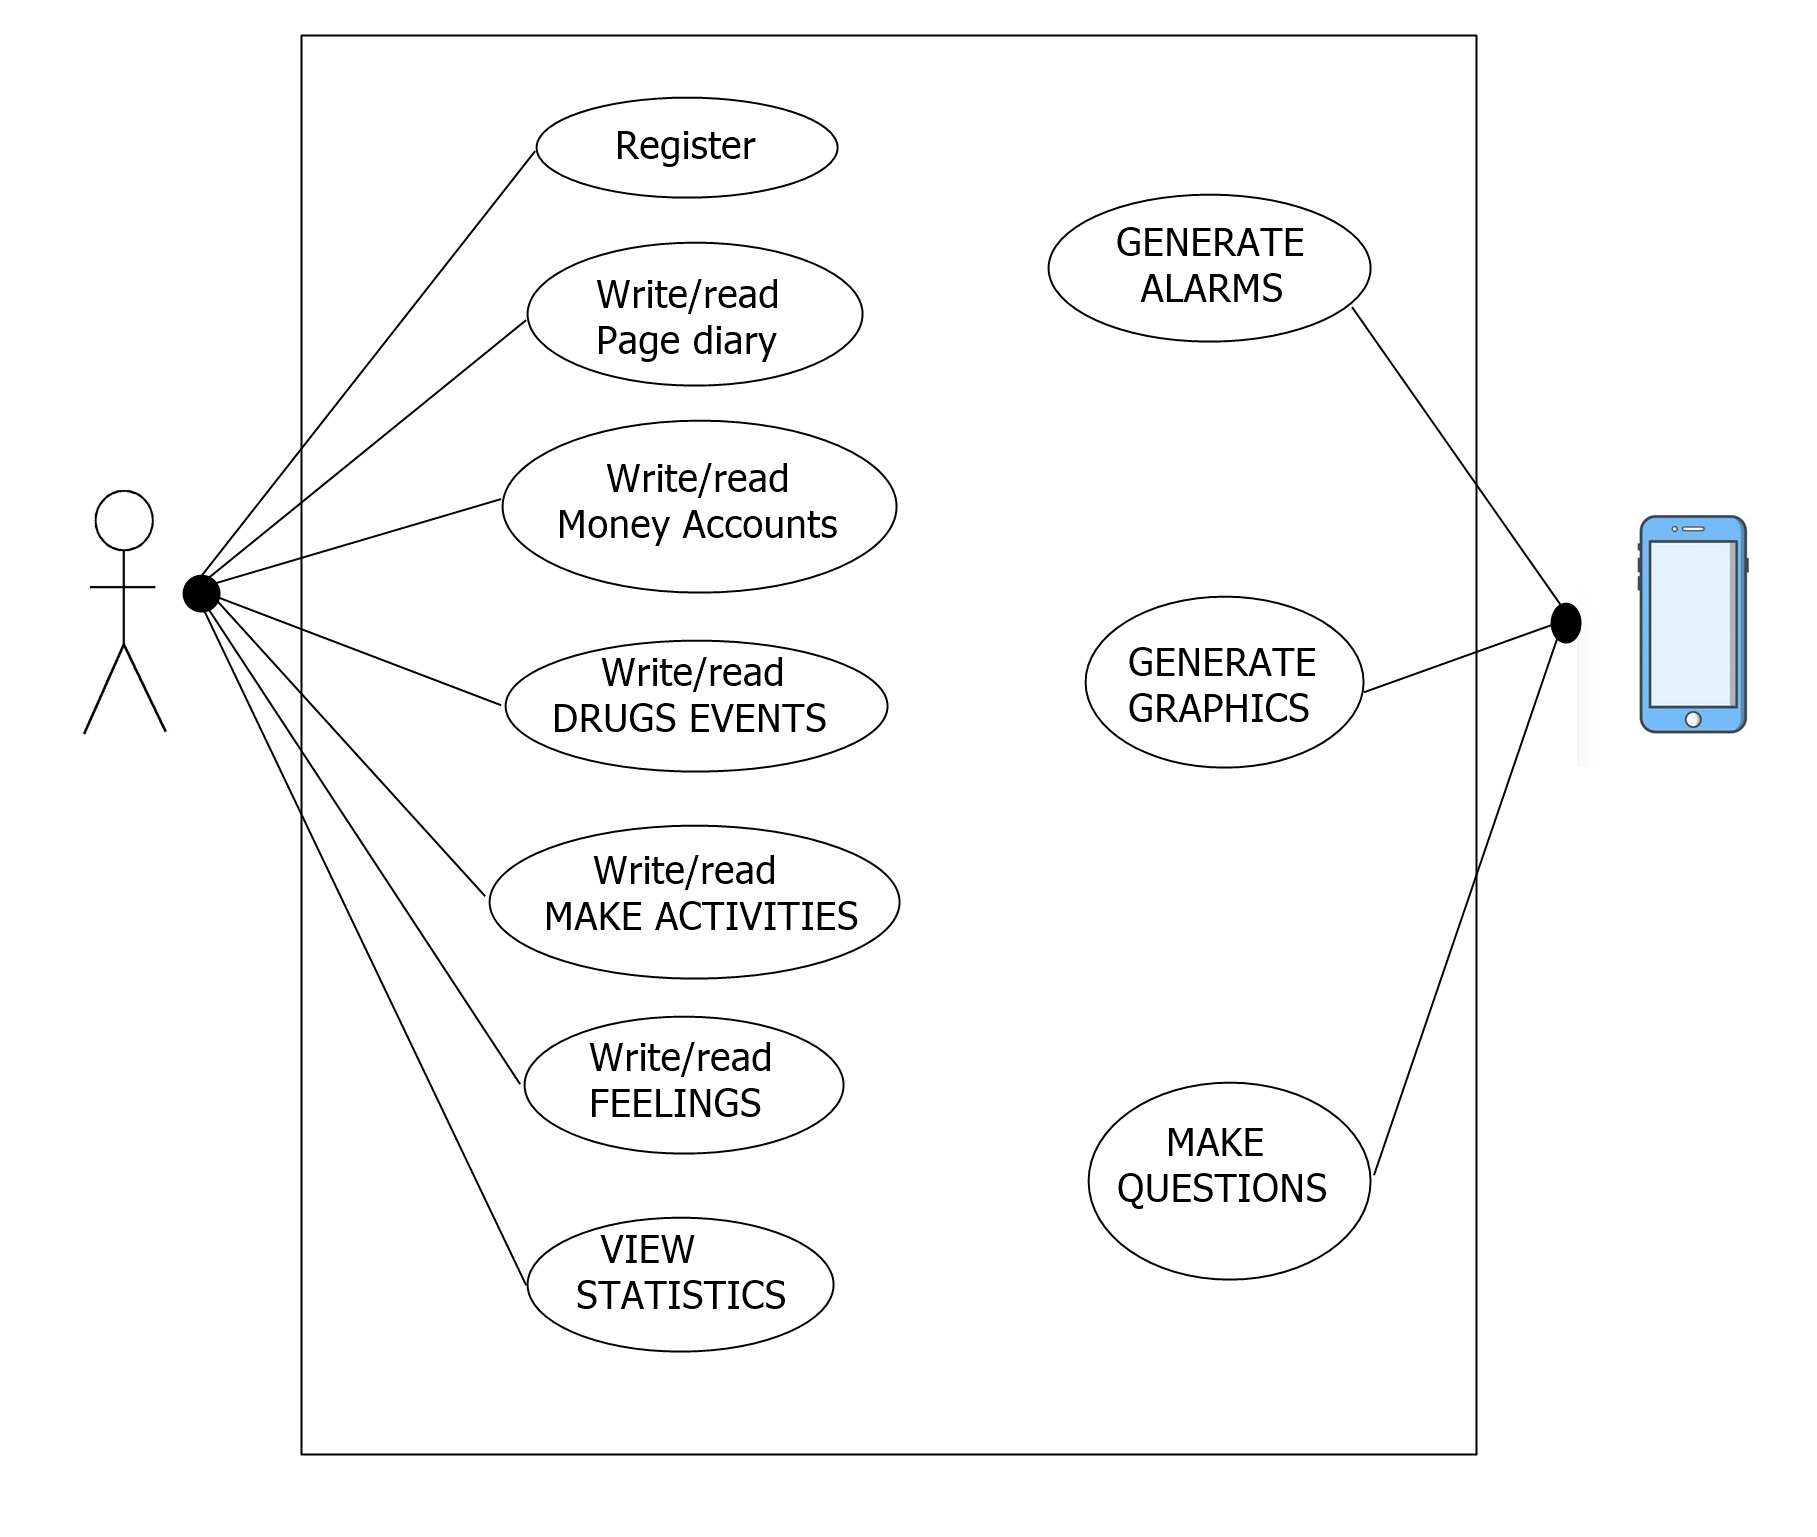 Register
Write/read
Page diary
Write/read
Money Accounts
Write/read
DRUGS EVENTS
Write/read
MAKE ACTIVITIES
Write/read
FEELINGS
VIEW
STATISTICS
GENERATE
ALARMS
GENERATE
GRAPHICS
MAKE
QUESTIONS